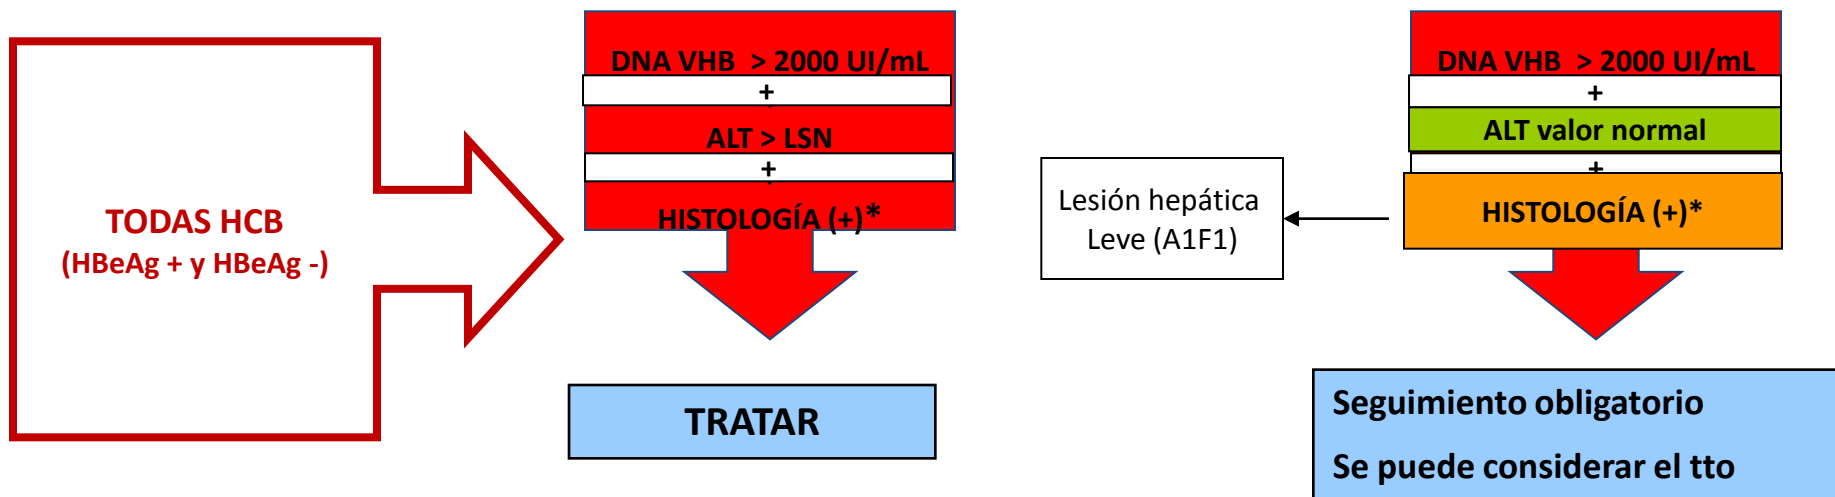 TODAS HCB
(HBeAg + y HBeAg -)
DNA VHB > 2000 UI/mL
+
ALT > LSN
+
HISTOLOGÍA (+)*
TRATAR
Lesión hepática
Leve (A1F1)
DNA VHB > 2000 UI/mL
+
ALT valor normal
+
HISTOLOGÍA (+)*
Seguimiento obligatorio
Se puede considerar el tto